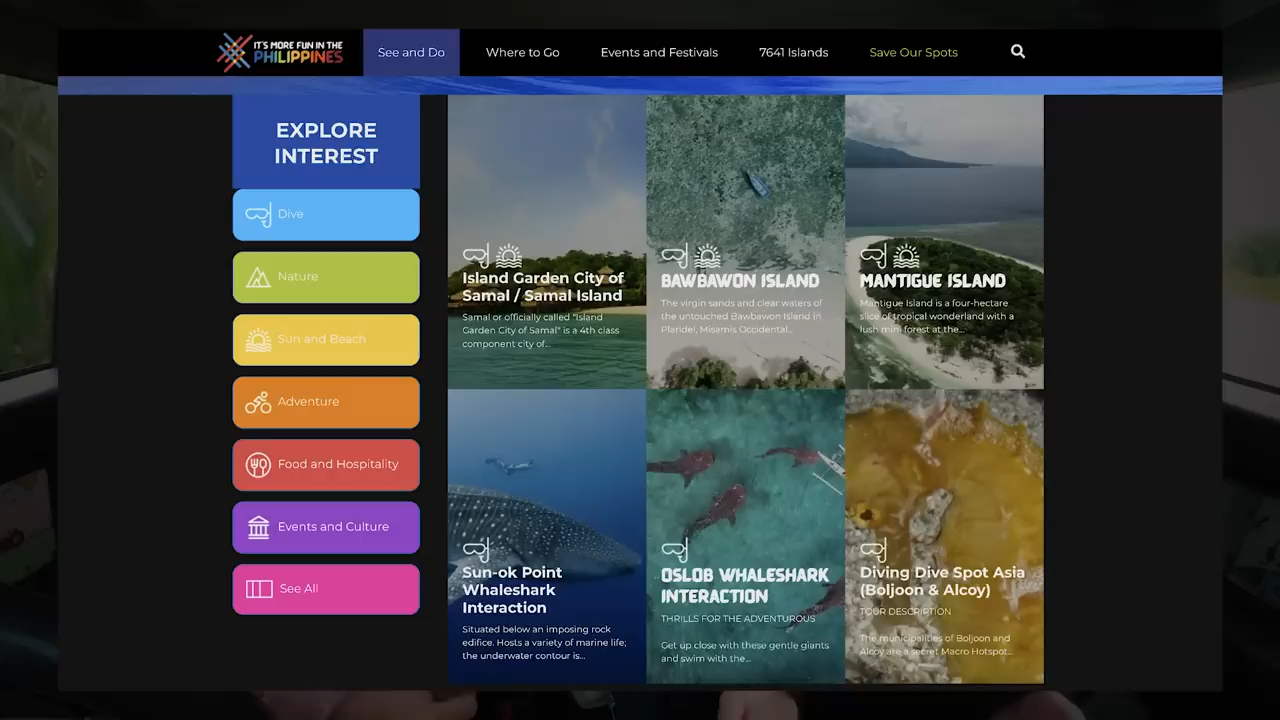 IT'S MORE FUN IN THE
PHILIPPINES
See and Do
Where to Go
Events and Festivals
7641 Islands
Save Our Spots
EXPLORE
INTEREST
Dive
Nature
Sun and Beach
Adventure
Food and Hospitality
Events and Culture
See All
Island Garden City of
Samal / Samal Island
Samal or officially called "Island
Garden City of Samal" is a 4th class
component city of...
BAWBAWON ISLAND
The virgin sands and clear waters of
the untouched Bawbawon Island in
Plaridel, Misamis Occidental...
MANTIGUE ISLAND
Mantigue Island is a four-hectare
slice of tropical wonderland with a
lush mini forest at the...
Sun-ok Point
Whaleshark
Interaction
Situated below an imposing rock
edifice. Hosts a variety of marine life;
the underwater contour is...
OSLOB WHALESHARK
INTERACTION
THRILLS FOR THE ADVENTUROUS
Get up close with these gentle giants
and swim with the...
Diving Dive Spot Asia
(Boljoon & Alcoy)
TOUR DESCRIPTION
The municipalities of Boljoon and
Alcoy are a secret Macro Hotspot...